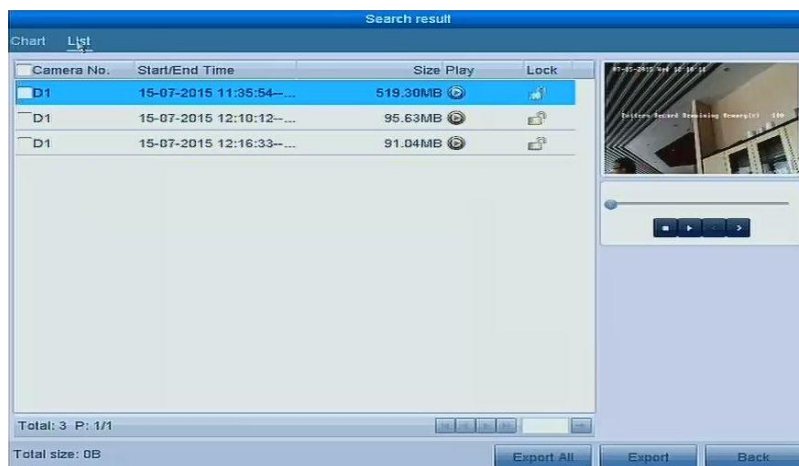 Search result
Chart List
Camera No. Start/End Time Size Play Lock
D1 15-07-2015 11:35:54--... 519.30MB
D1 15-07-2015 12:10:12--... 95.63MB
D1 15-07-2015 12:16:33--... 91.04MB
Total: 3 P: 1/1
Total size: 0B
Export All Export Back